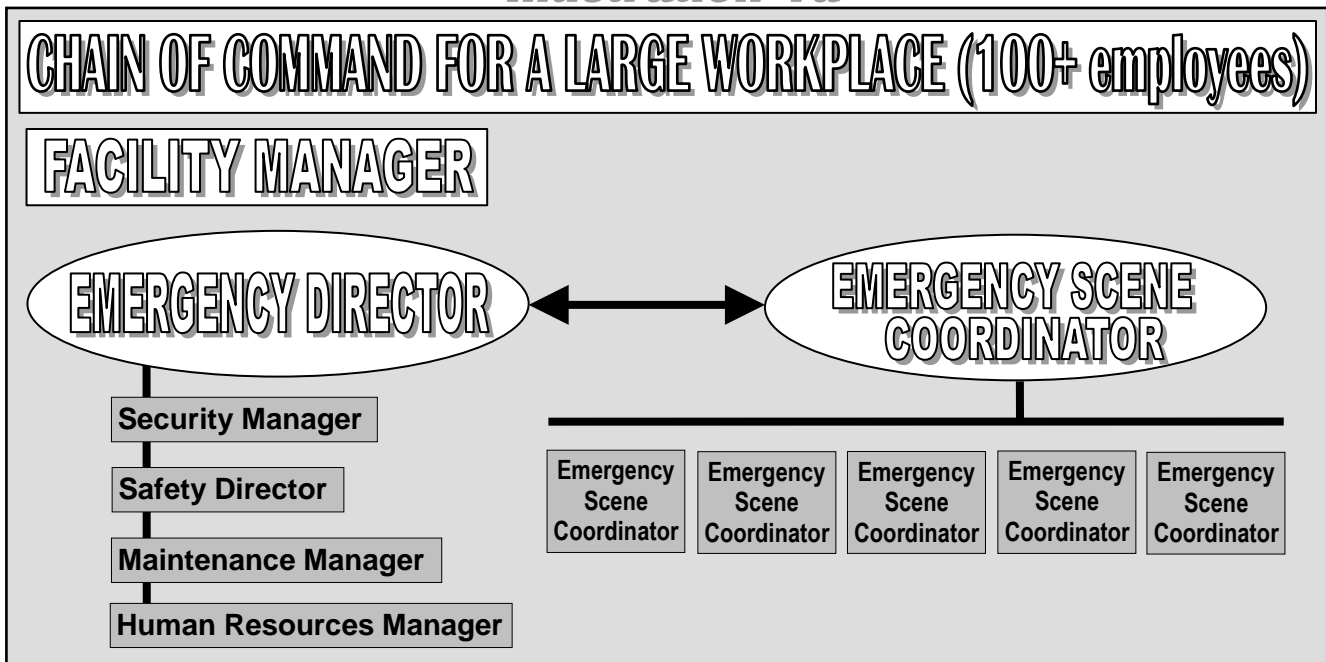 CHAIN OF COMMAND FOR A LARGE WORKPLACE (100+ employees)
FACILITY MANAGER
EMERGENCY DIRECTOR
EMERGENCY SCENE
COORDINATOR
Security Manager
Safety Director
Maintenance Manager
Human Resources Manager
Emergency
Scene
Coordinator
Emergency
Scene
Coordinator
Emergency
Scene
Coordinator
Emergency
Scene
Coordinator
Emergency
Scene
Coordinator